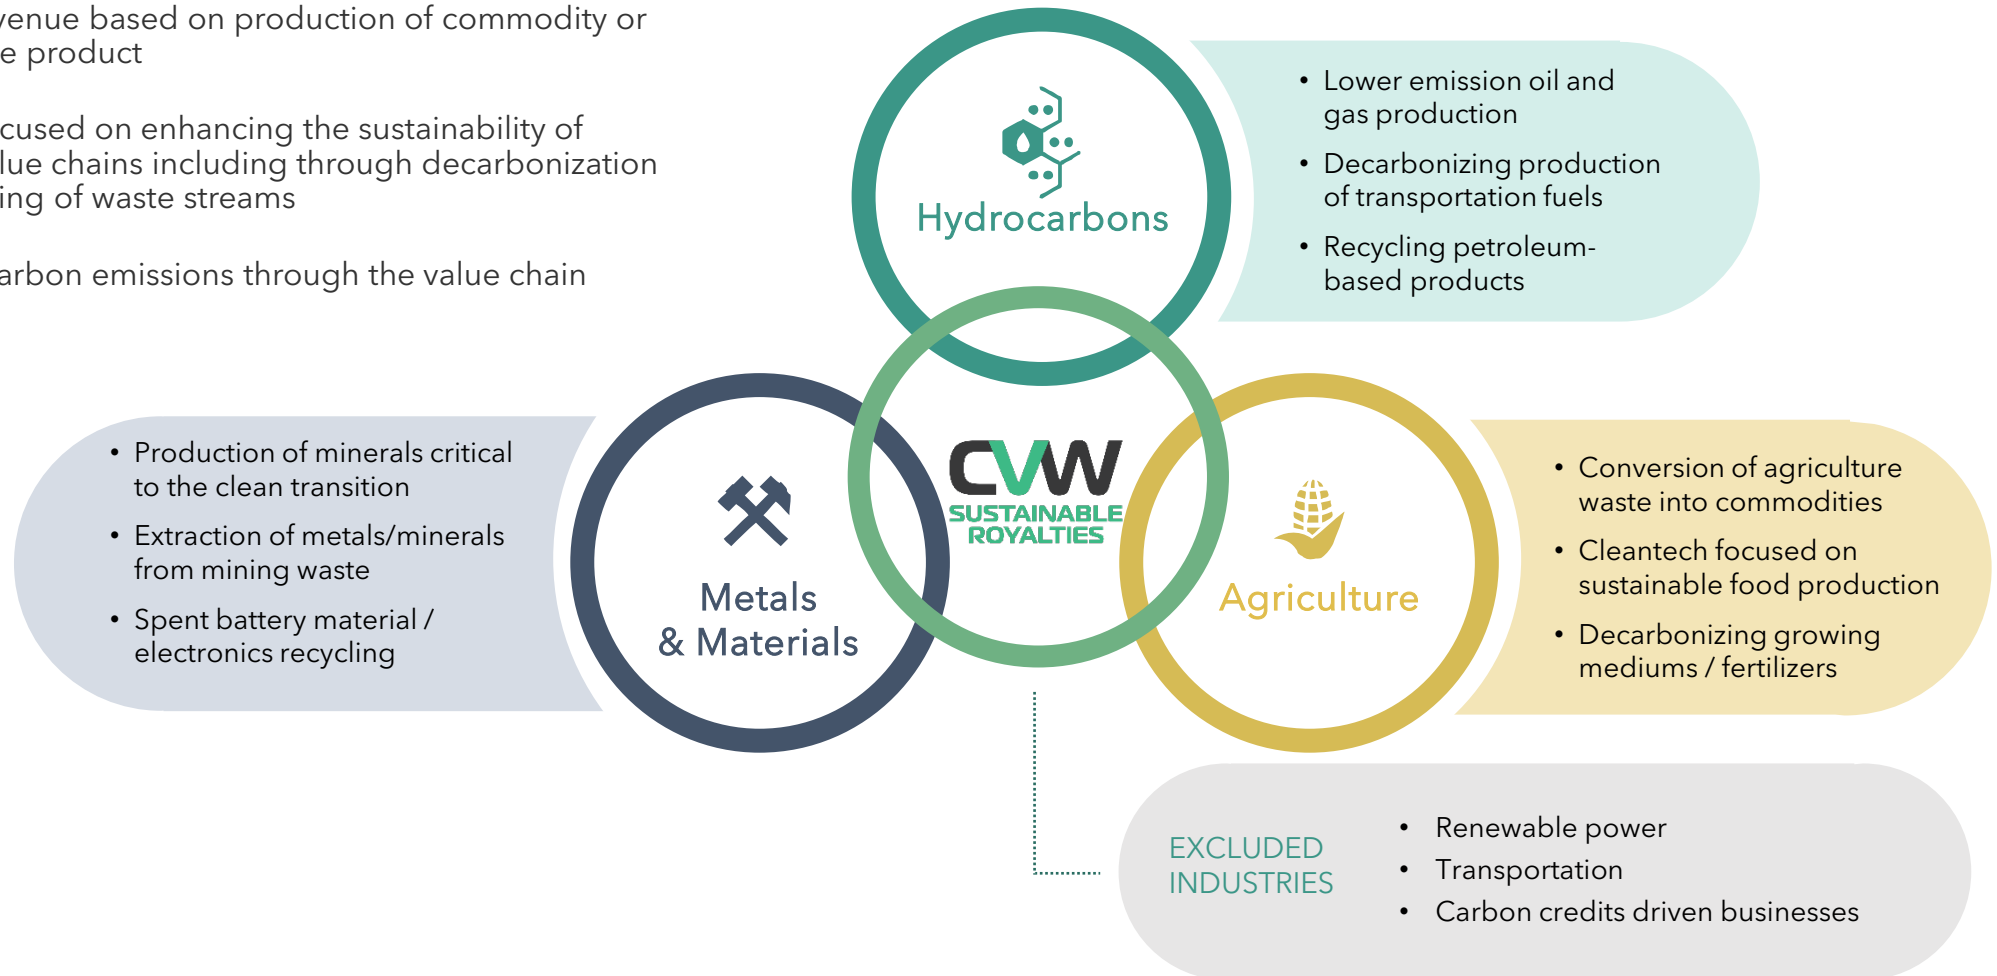 venue based on production of commodity or
e product
cused on enhancing the sustainability of
lue chains including through decarbonization
ing of waste streams
arbon emissions through the value chain
Hydrocarbons
• Lower emission oil and
gas production
• Decarbonizing production
of transportation fuels
• Recycling petroleum-
based products
• Production of minerals critical
to the clean transition
• Extraction of metals/minerals
from mining waste
• Spent battery material /
electronics recycling
Metals
& Materials
CVW
SUSTAINABLE
ROYALTIES
Agriculture
• Conversion of agriculture
waste into commodities
• Cleantech focused on
sustainable food production
• Decarbonizing growing
mediums / fertilizers
EXCLUDED
INDUSTRIES
• Renewable power
• Transportation
• Carbon credits driven businesses